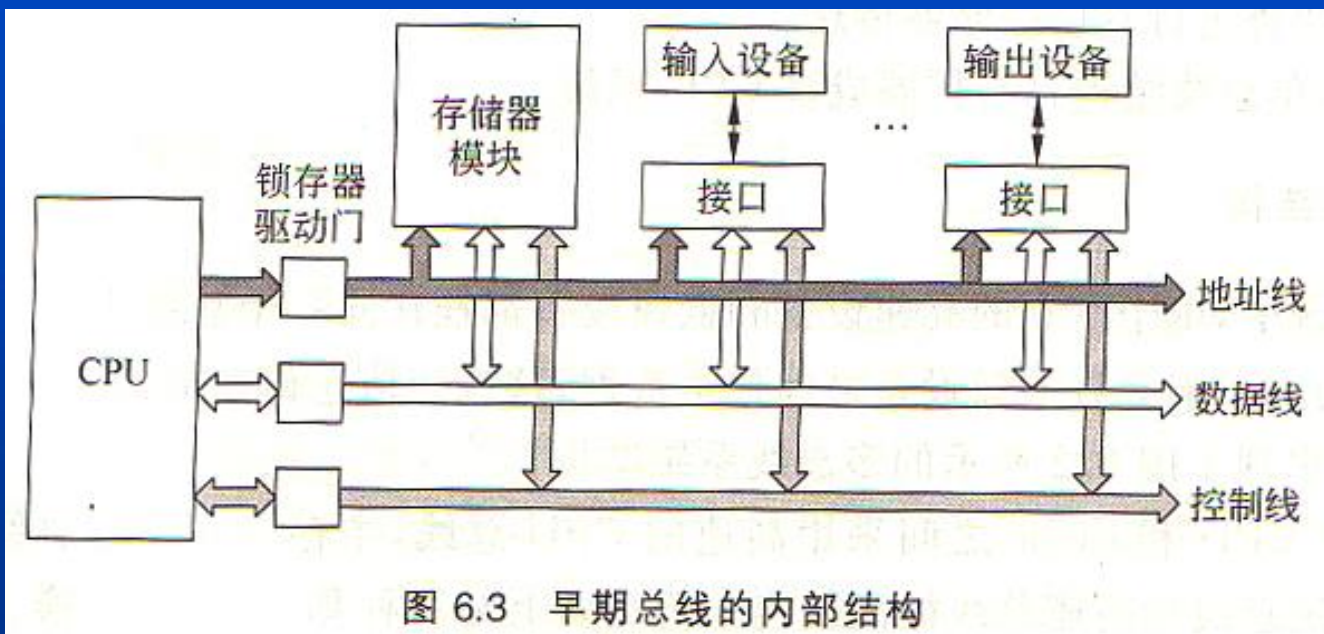 输入设备
输出设备
存储器
模块
…
锁存器
驱动门
接口
接口
地址线
CPU
数据线
控制线
图 6.3 早期总线的内部结构